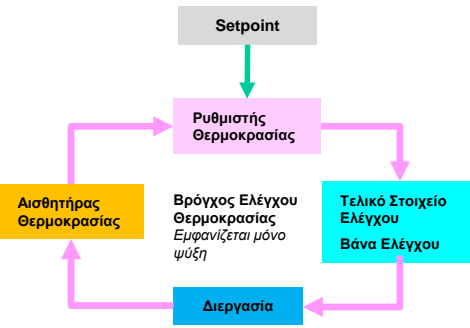 Setpoint
Ρυθμιστής
Θερμοκρασίας
Αισθητήρας
Θερμοκρασίας
Βρόγχος Ελέγχου
Θερμοκρασίας
Εμφανίζεται μόνο
ψύξη
Τελικό Στοιχείο
Ελέγχου
Βάνα Ελέγχου
Διεργασία